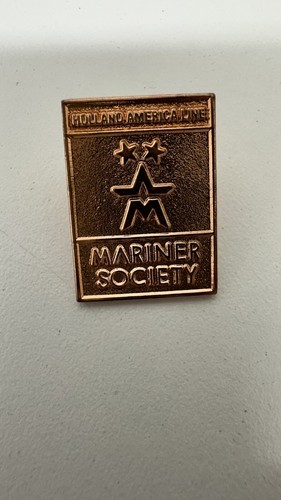 HOLLAND AMERICA LINE
M
MARINER
SOCIETY